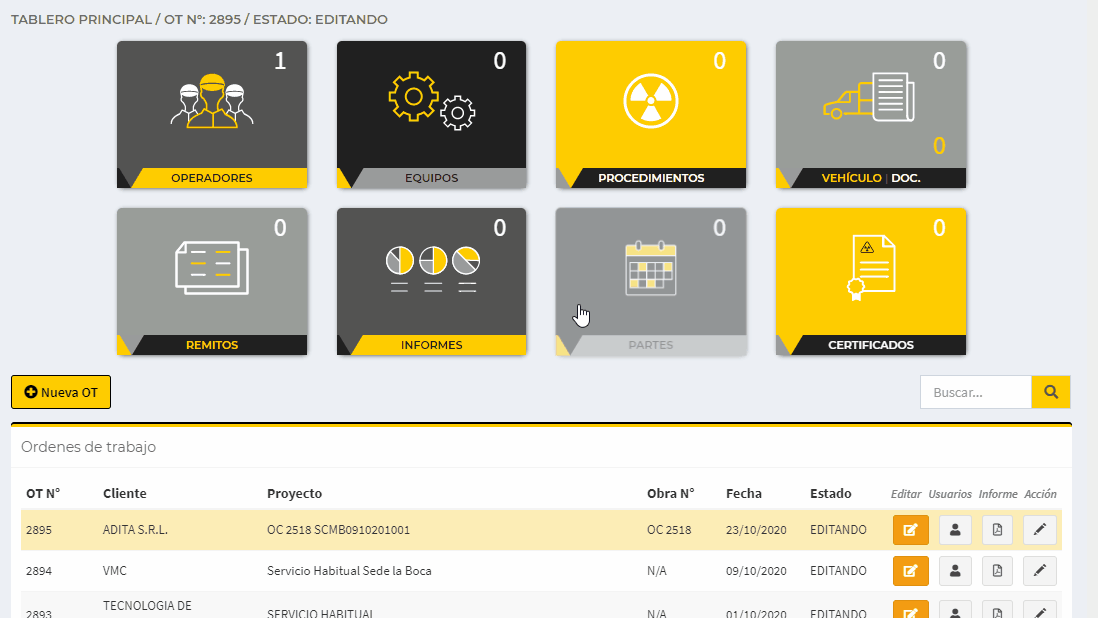 TABLERO PRINCIPAL / OT N°: 2895 / ESTADO: EDITANDO
1
0
0
0
0
OPERADORES
EQUIPOS
PROCEDIMIENTOS
VEHÍCULO | DOC.
0
0
0
0
REMITOS
INFORMES
PARTES
CERTIFICADOS
Nueva OT
Buscar...
Ordenes de trabajo
OT N° Cliente Proyecto Obra N° Fecha Estado Editar Usuarios Informe Acción
2895 ADITA S.R.L. OC 2518 SCMB0910201001 OC 2518 23/10/2020 EDITANDO
2894 VMC Servicio Habitual Sede la Boca N/A 09/10/2020 EDITANDO
TECNOLOGIA DE
2893 SERVICIO HABITUAL N/A 01/10/2020 EDITANDO